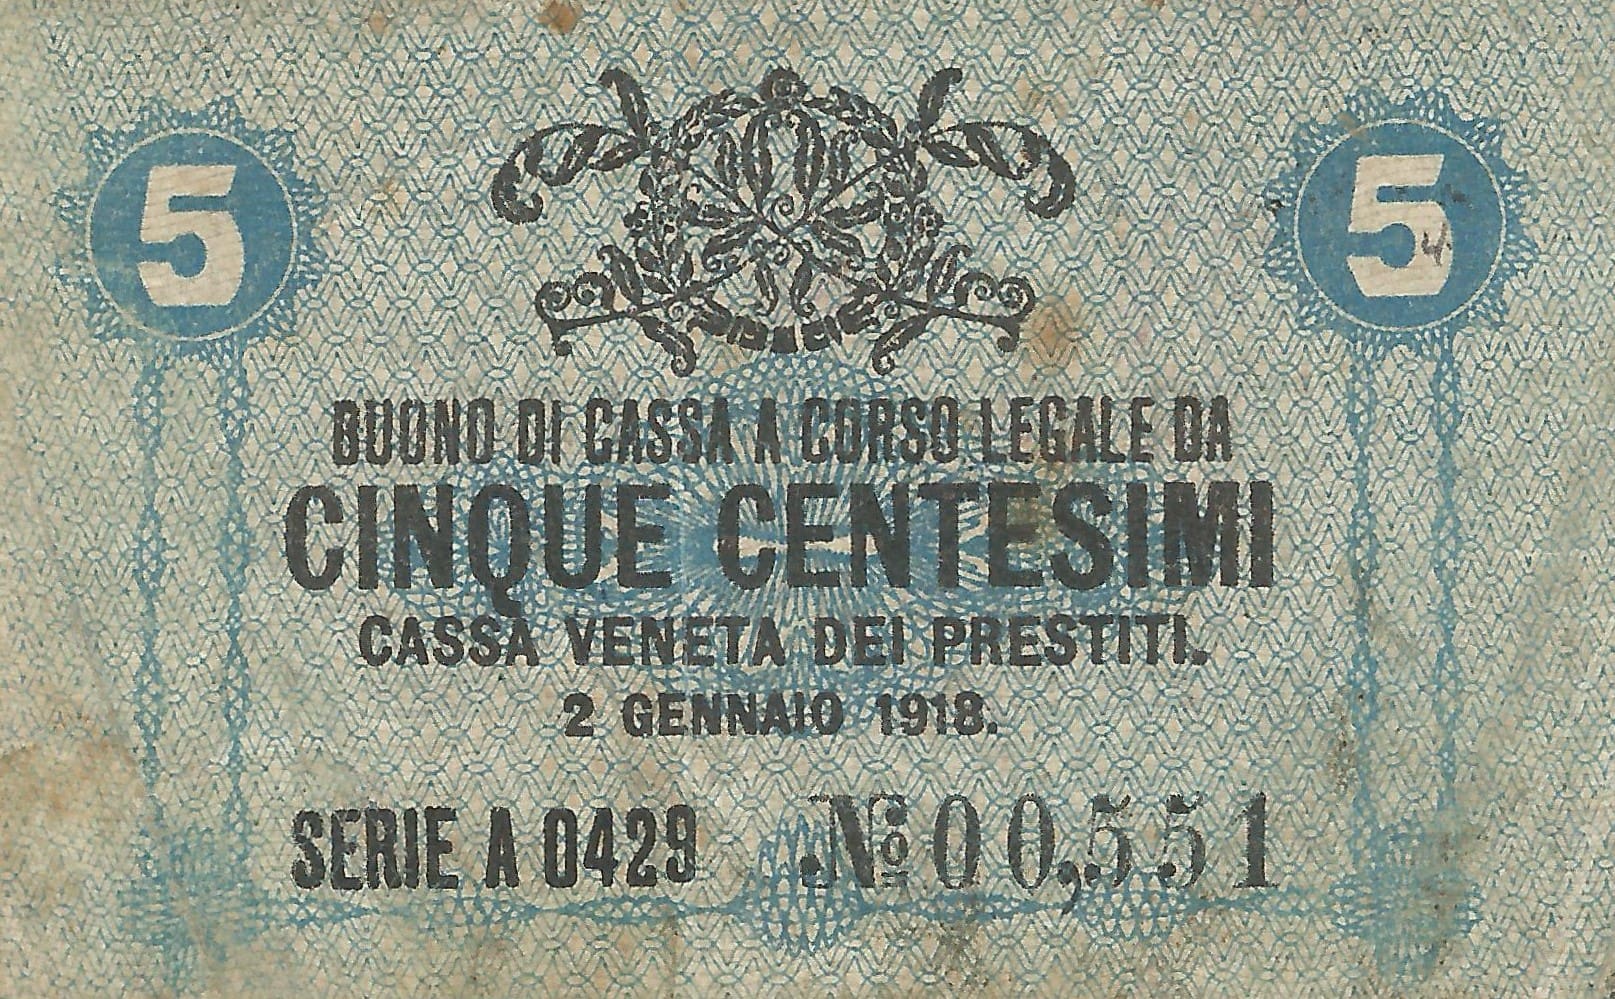 5 5
BUONO DI CASSA A CORSO LEGALE DA
CINQUE CENTESIMI
CASSA VENETA DEI PRESTITI.
2 GENNAIO 1918.
SERIE A 0429 No 00,551